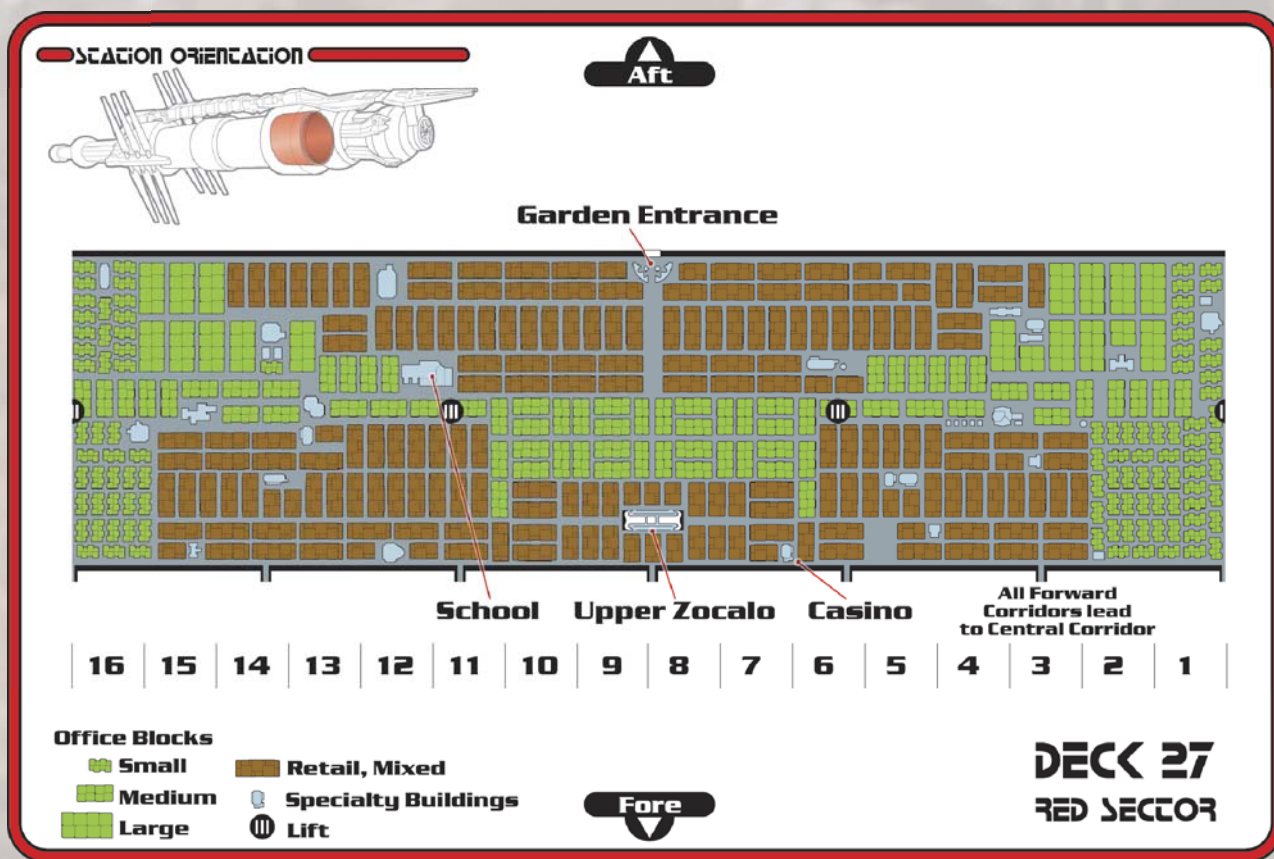 STATION ORIENTATION
Aft
Garden Entrance
School
Upper Zocalo
Casino
All Forward
Corridors lead
to Central Corridor
16 15 14 13 12 11 10 9 8 7 6 5 4 3 2 1
Office Blocks
Small
Medium
Large
Retail, Mixed
Specialty Buildings
Lift
Fore
DECK 27
RED SECTOR